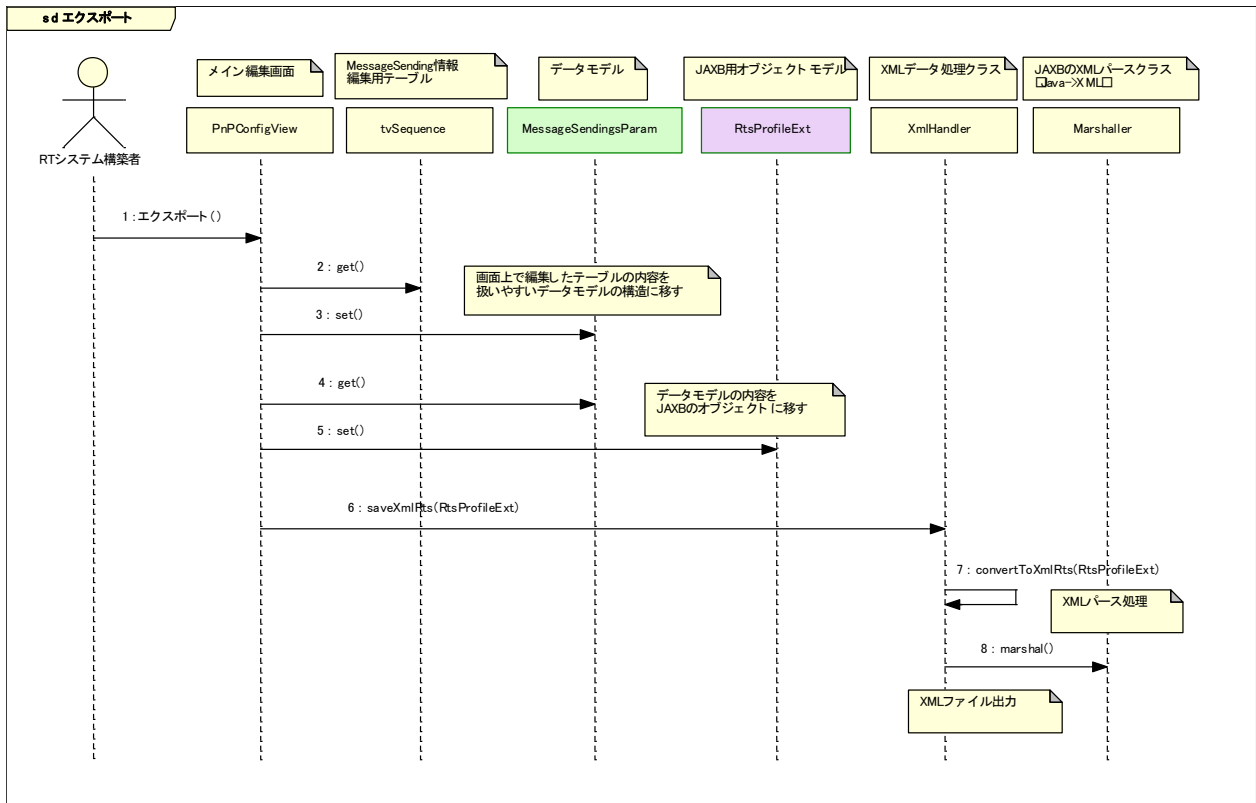 sd エクスポート
メイン編集画面
MessageSending情報
編集用テーブル
データモデル
JAXB用オブジェクトモデル
XMLデータ処理クラス
JAXBのXMLパースクラス
□Java->XML□
PnPConfigView
tvSequence
MessageSendingsParam
RtsProfileExt
XmlHandler
Marshaller
RTシステム構築者
1 : エクスポート()
2 : get()
画面上で編集したテーブルの内容を
扱いやすいデータモデルの構造に移す
3 : set()
4 : get()
データモデルの内容を
JAXBのオブジェクトに移す
5 : set()
6 : saveXmlRts(RtsProfileExt)
7 : convertToXmlRts(RtsProfileExt)
XMLパース処理
8 : marshal()
XMLファイル出力